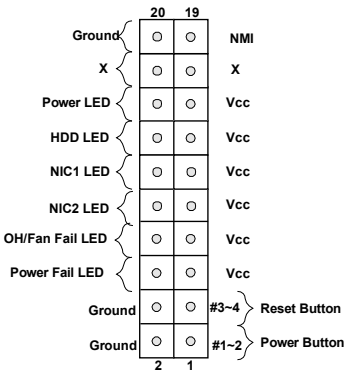 20 19
Ground NMI
X X
Power LED Vcc
HDD LED Vcc
NIC1 LED Vcc
NIC2 LED Vcc
OH/Fan Fail LED Vcc
Power Fail LED Vcc
Ground #3~4 Reset Button
Ground #1~2 Power Button
2 1